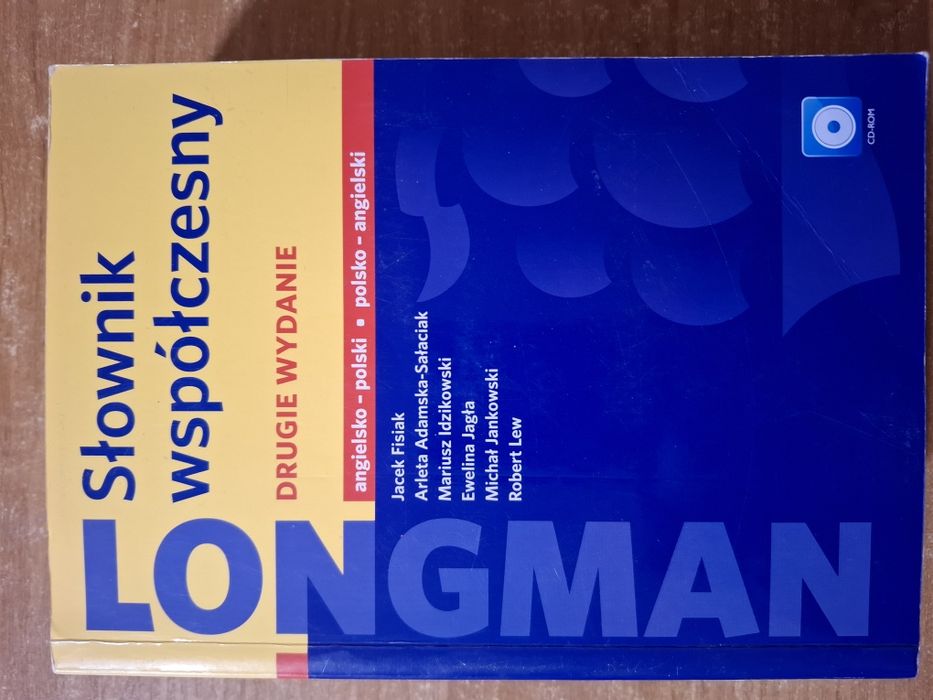 Słownik
współczesny
DRUGIE WYDANIE
angielsko – polski ▪ polsko – angielski
LONGMAN
Jacek Fisiak
Arleta Adamska-Sałaciak
Mariusz Idzikowski
Ewelina Jagła
Michał Jankowski
Robert Lew
CD-ROM